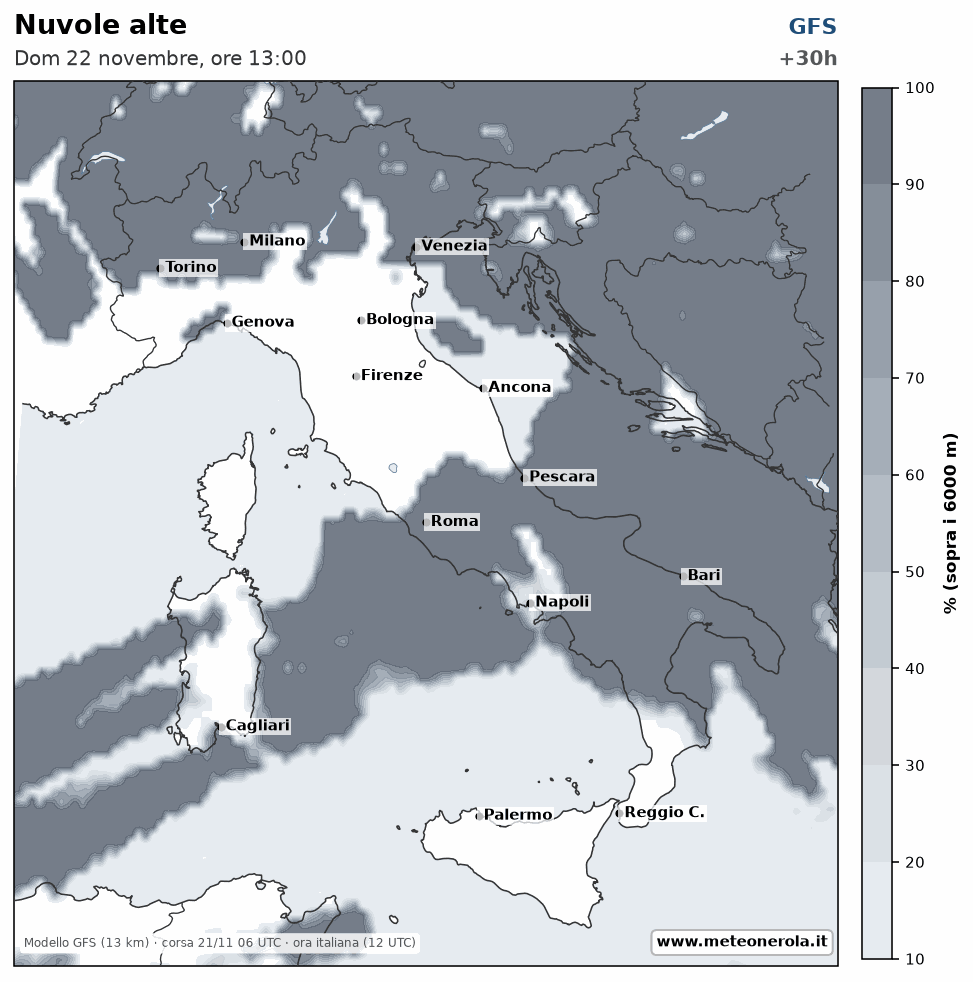 Nuvole alte
GFS
Dom 22 novembre, ore 13:00
+30h
Milano
Venezia
Torino
Genova
Bologna
Firenze
Ancona
Pescara
Roma
Bari
Napoli
Cagliari
Palermo
Reggio C.
100
90
80
70
60
50
40
30
20
10
% (sopra i 6000 m)
Modello GFS (13 km) · corsa 21/11 06 UTC · ora italiana (12 UTC)
www.meteonerola.it